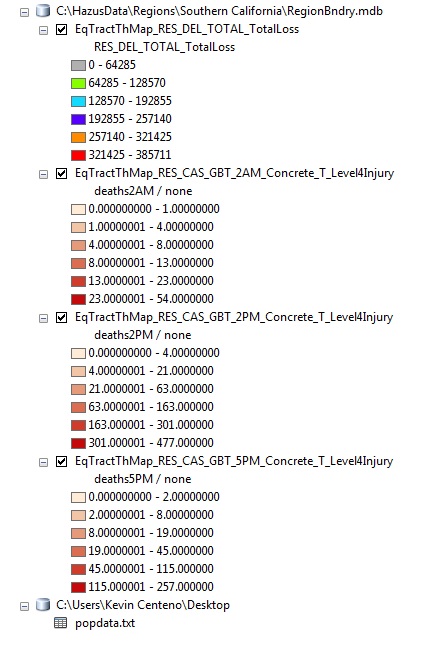 C:\HazusData\Regions\Southern California\RegionBndry.mdb
EqTractThMap_RES_DEL_TOTAL_TotalLoss
RES_DEL_TOTAL_TotalLoss
0 - 64285
64285 - 128570
128570 - 192855
192855 - 257140
257140 - 321425
321425 - 385711
EqTractThMap_RES_CAS_GBT_2AM_Concrete_T_Level4Injury
deaths2AM / none
0.000000000 - 1.00000000
1.00000001 - 4.00000000
4.00000001 - 8.00000000
8.00000001 - 13.0000000
13.0000001 - 23.0000000
23.0000001 - 54.0000000
EqTractThMap_RES_CAS_GBT_2PM_Concrete_T_Level4Injury
deaths2PM / none
0.000000000 - 4.00000000
4.00000001 - 21.0000000
21.0000001 - 63.0000000
63.0000001 - 163.000000
163.000001 - 301.000000
301.000001 - 477.000000
EqTractThMap_RES_CAS_GBT_5PM_Concrete_T_Level4Injury
deaths5PM / none
0.000000000 - 2.00000000
2.00000001 - 8.00000000
8.00000001 - 19.0000000
19.0000001 - 45.0000000
45.0000001 - 115.000000
115.000001 - 257.000000
C:\Users\Kevin Centeno\Desktop
popdata.txt